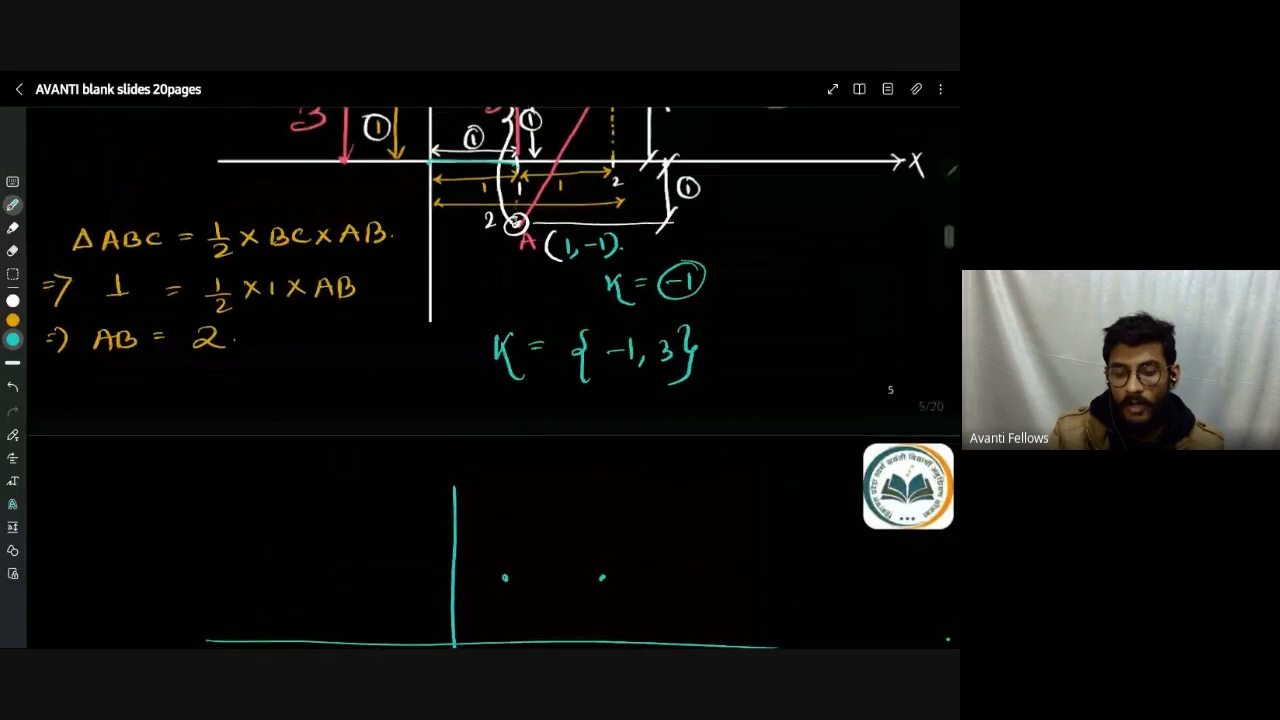 AVANTI blank slides 20pages
3 ① ① ①
X
1 1 1 2
2 ①
A (1,-1).
K = -1
Δ ABC = 1/2 × BC × AB.
=> 1 = 1/2 × 1 × AB
=> AB = 2.
K = { -1, 3}
5
5/20
Avanti Fellows